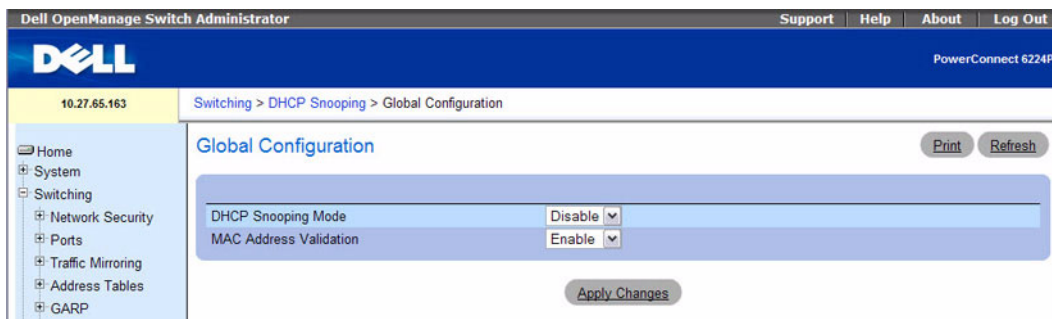 Dell OpenManage Switch Administrator
Support | Help | About | Log Out
DELL
PowerConnect 6224P
10.27.65.163
Switching > DHCP Snooping > Global Configuration
Home
System
Switching
Network Security
Ports
Traffic Mirroring
Address Tables
GARP
Global Configuration
Print
Refresh
DHCP Snooping Mode Disable
MAC Address Validation Enable
Apply Changes